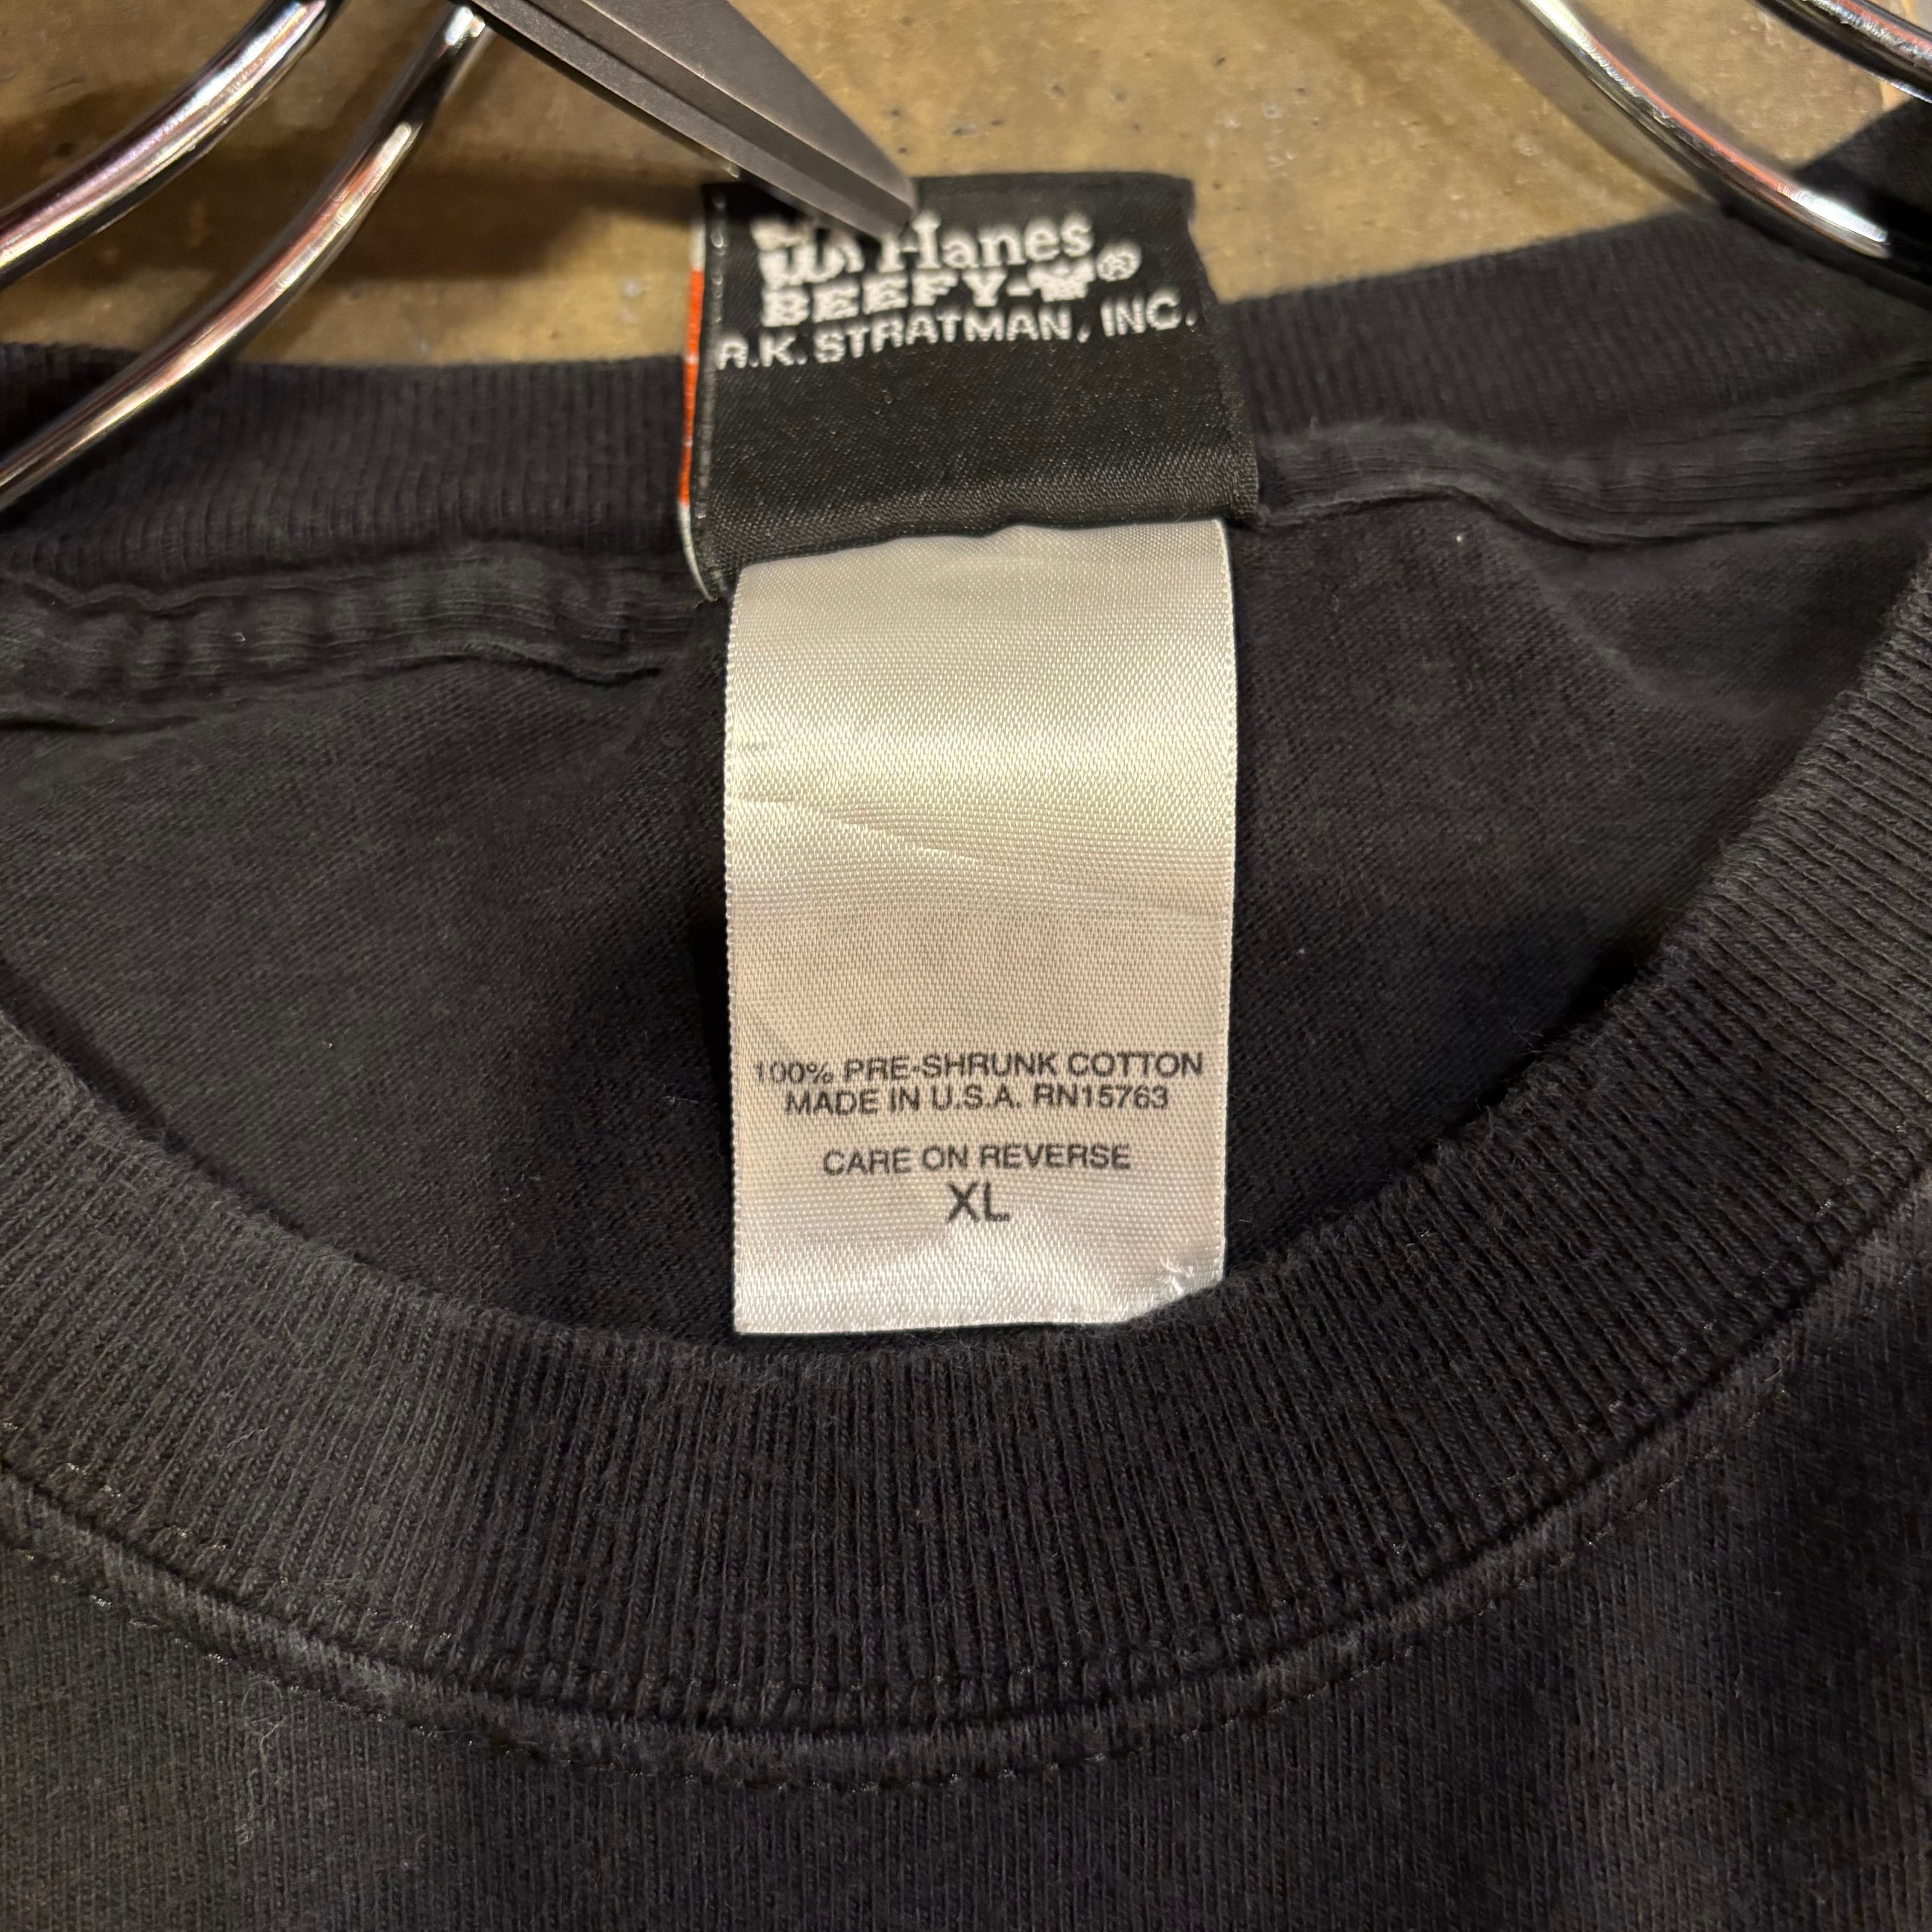 Hanes
BEEFY-T®
R.K. STRATMAN, INC.
100% PRE-SHRUNK COTTON
MADE IN U.S.A. RN15763
CARE ON REVERSE
XL